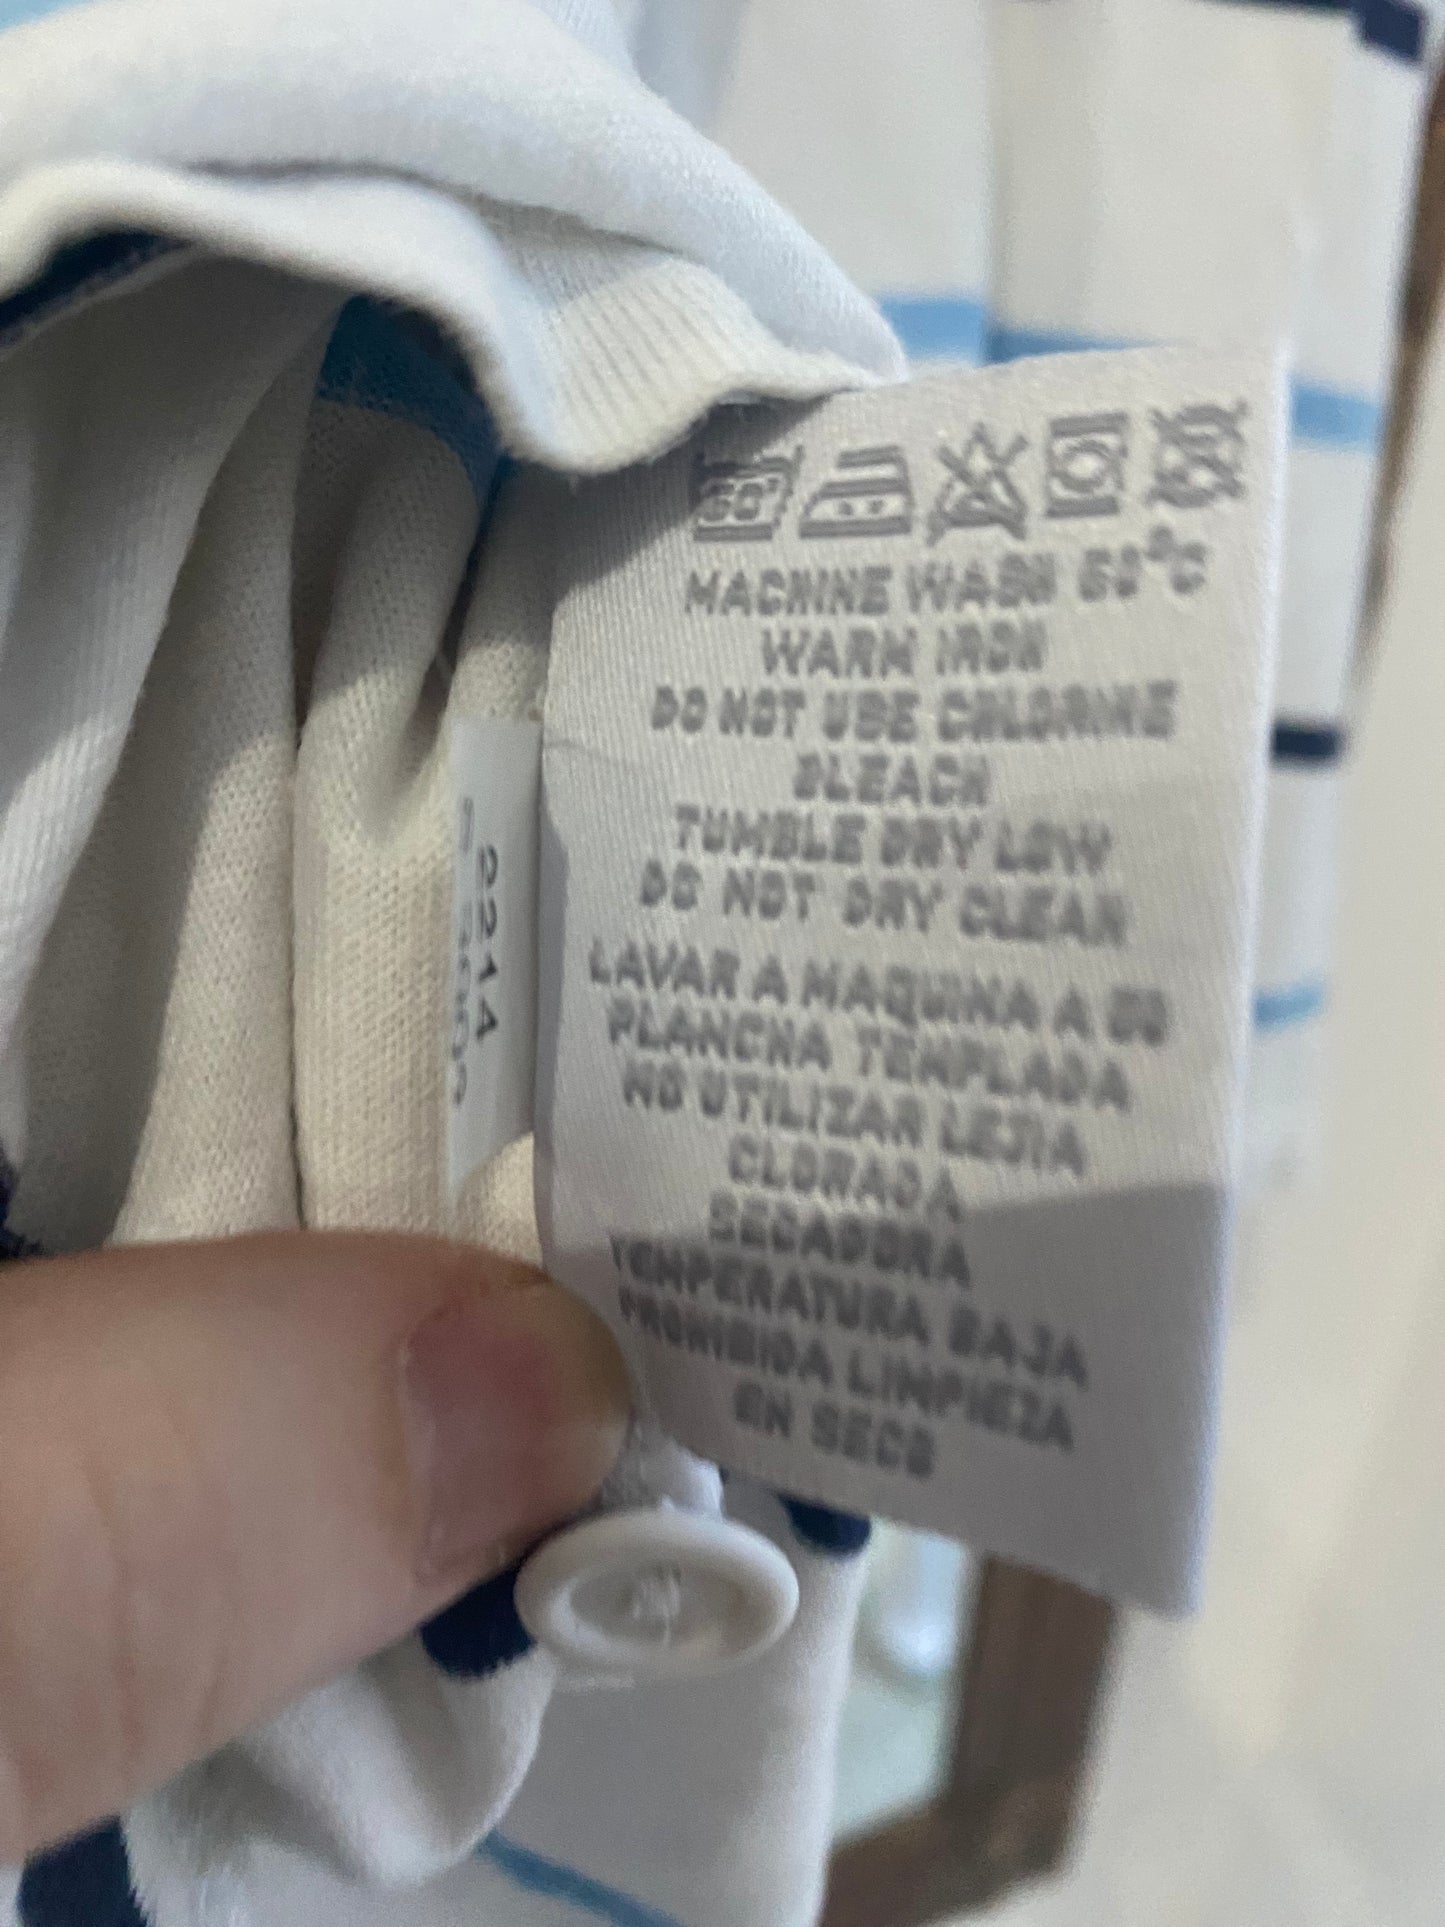 MACHINE WASH 60°C
WARM IRON
DO NOT USE CHLORINE
BLEACH
TUMBLE DRY LOW
DO NOT DRY CLEAN
LAVAR A MAQUINA A 60
PLANCHA TEMPLADA
NO UTILIZAR LEJIA
CLORADA
SECADORA
TEMPERATURA BAJA
PROHIBIDA LIMPIEZA
EN SECO
2214